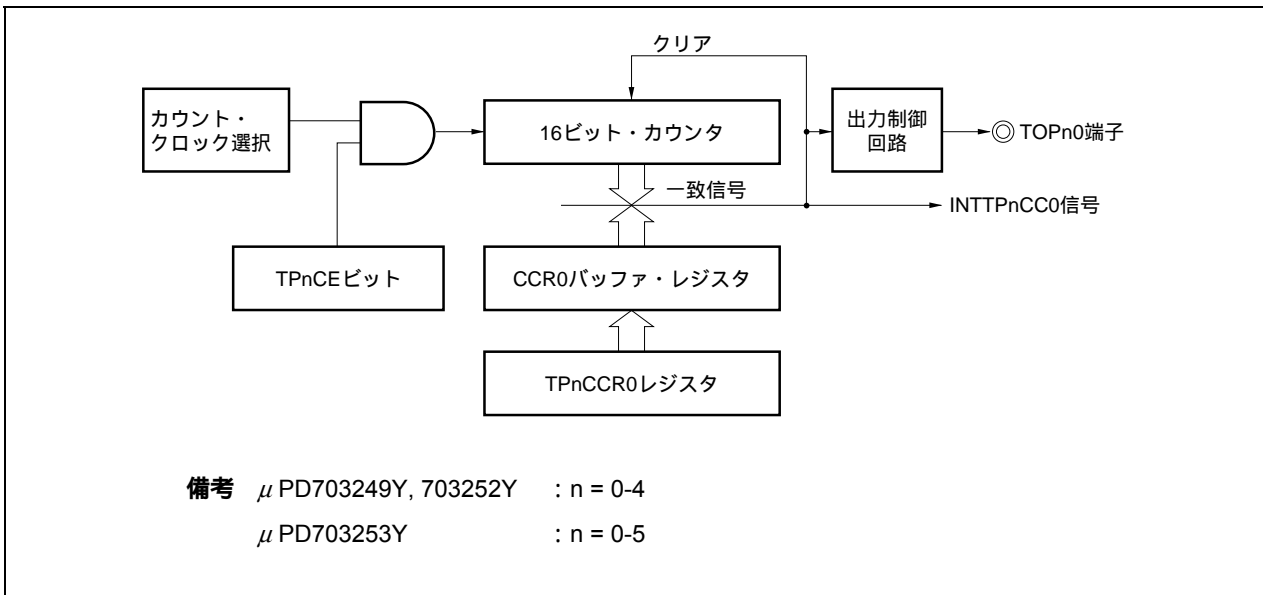 クリア
カウント・
クロック選択
16ビット・カウンタ
出力制御
回路
TOPn0端子
一致信号
INTTPnCC0信号
TPnCEビット
CCR0バッファ・レジスタ
TPnCCR0レジスタ
備考 μ PD703249Y, 703252Y : n = 0-4
μ PD703253Y : n = 0-5